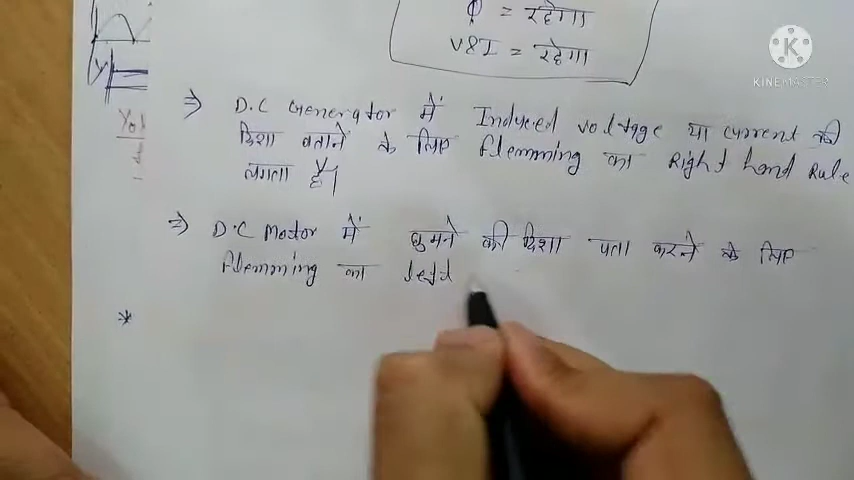 φ = रहेगा
V&I = रहेगा
K
KINEMASTER
⇒ D.C Generator में Induced voltage या current की
दिशा बताने के लिए Flemming का Right hand Rule
लगता है।
⇒ D.C Motor में घुमने की दिशा पता करने के लिए
Flemming का left
*